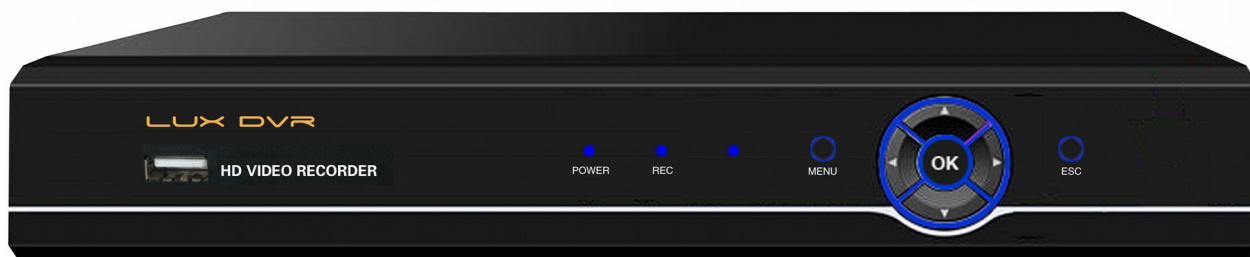 LUX DVR
HD VIDEO RECORDER
POWER
REC
MENU
OK
ESC